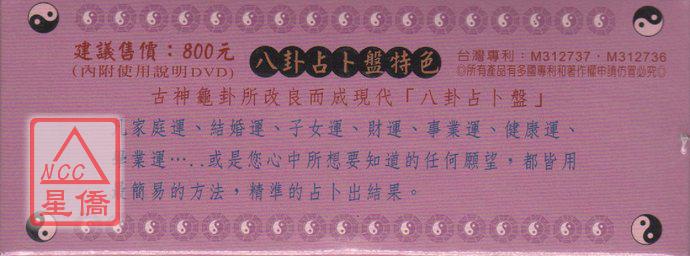 建議售價：800元
(內附使用說明DVD)
八卦占卜盤特色
台灣專利：M312737、M312736
◎所有產品有多國專利和著作權申請仿冒必究◎
古神龜卦所改良而成現代「八卦占卜盤」
家庭運、結婚運、子女運、財運、事業運、健康運、
業運…..或是您心中所想要知道的任何願望，都皆用
簡易的方法，精準的占卜出結果。
NCC
星僑